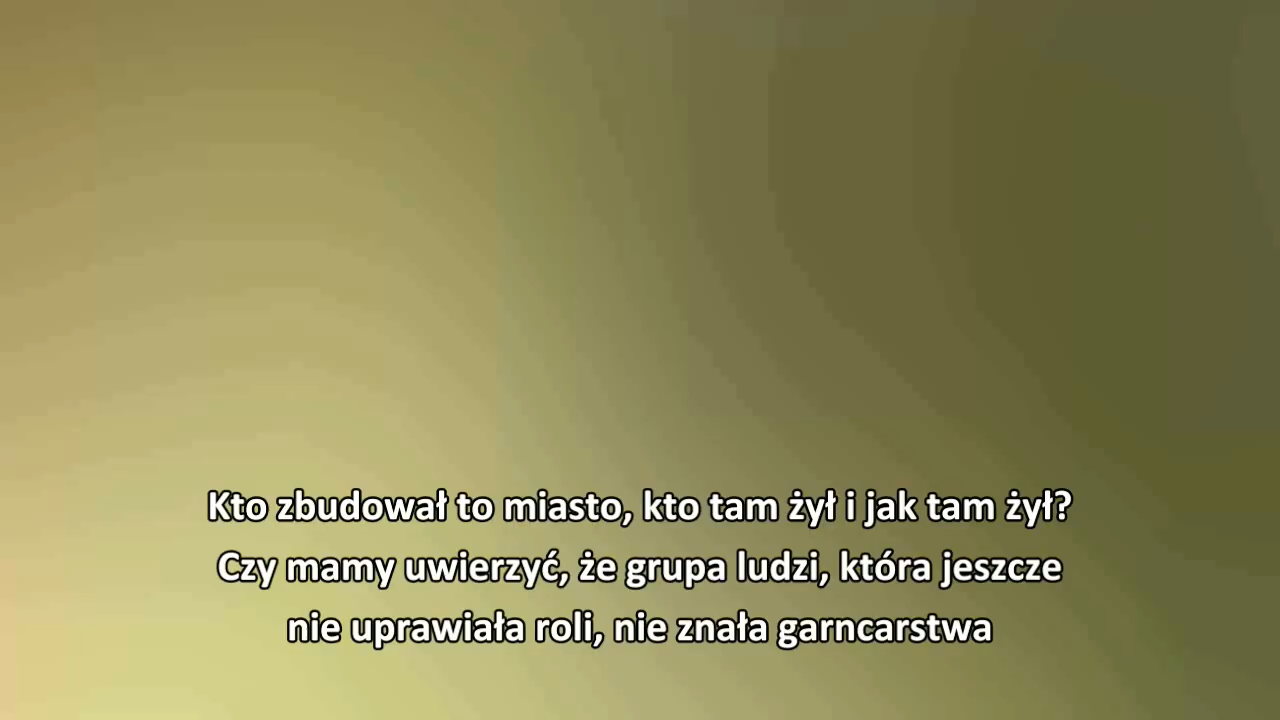 Kto zbudował to miasto, kto tam żył i jak tam żył?
Czy mamy uwierzyć, że grupa ludzi, która jeszcze
nie uprawiała roli, nie znała garncarstwa